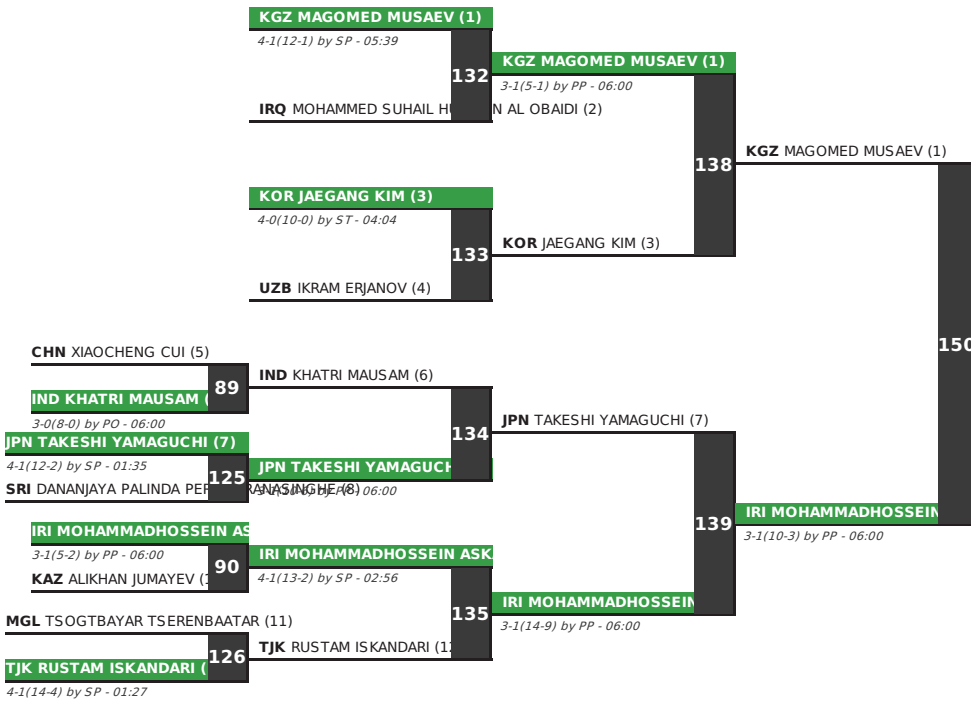 KGZ MAGOMED MUSAEV (1)
4-1(12-1) by SP - 05:39
132
IRQ MOHAMMED SUHAIL N AL OBAIDI (2)
KGZ MAGOMED MUSAEV (1)
3-1(5-1) by PP - 06:00
138
KGZ MAGOMED MUSAEV (1)
KOR JAEGANG KIM (3)
4-0(10-0) by ST - 04:04
133
KOR JAEGANG KIM (3)
UZB IKRAM ERJANOV (4)
150
CHN XIAOCHENG CUI (5)
89
IND KHATRI MAUSAM (
3-0(8-0) by PO - 06:00
IND KHATRI MAUSAM (6)
134
JPN TAKESHI YAMAGUCHI (7)
JPN TAKESHI YAMAGUCHI (7)
4-1(12-2) by SP - 01:35
125
SRI DANANJAYA PALINDA RANASINGHE (8)
JPN TAKESHI YAMAGUCH
by PP - 06:00
139
IRI MOHAMMADHOSSEIN
3-1(10-3) by PP - 06:00
IRI MOHAMMADHOSSEIN AS
3-1(5-2) by PP - 06:00
90
KAZ ALIKHAN JUMAYEV (
IRI MOHAMMADHOSSEIN ASK
4-1(13-2) by SP - 02:56
135
IRI MOHAMMADHOSSEIN
3-1(14-9) by PP - 06:00
MGL TSOGTBAYAR TSERENBAATAR (11)
126
TJK RUSTAM ISKANDARI (
4-1(14-4) by SP - 01:27
TJK RUSTAM ISKANDARI (1